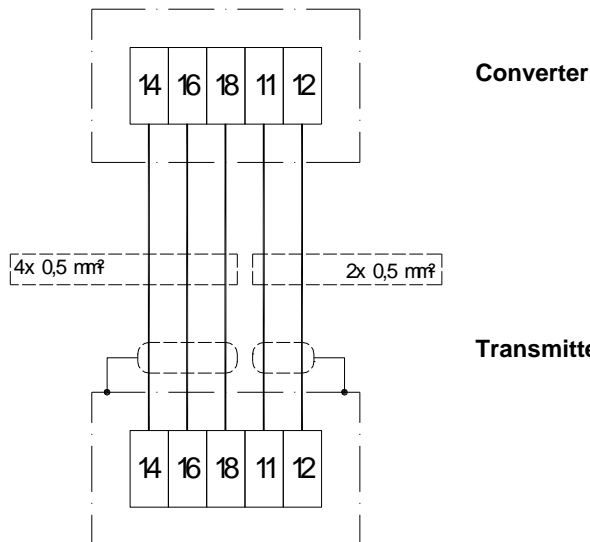 14 16 18 11 12
Converter
4x 0,5 mm²
2x 0,5 mm²
Transmitte
14 16 18 11 12